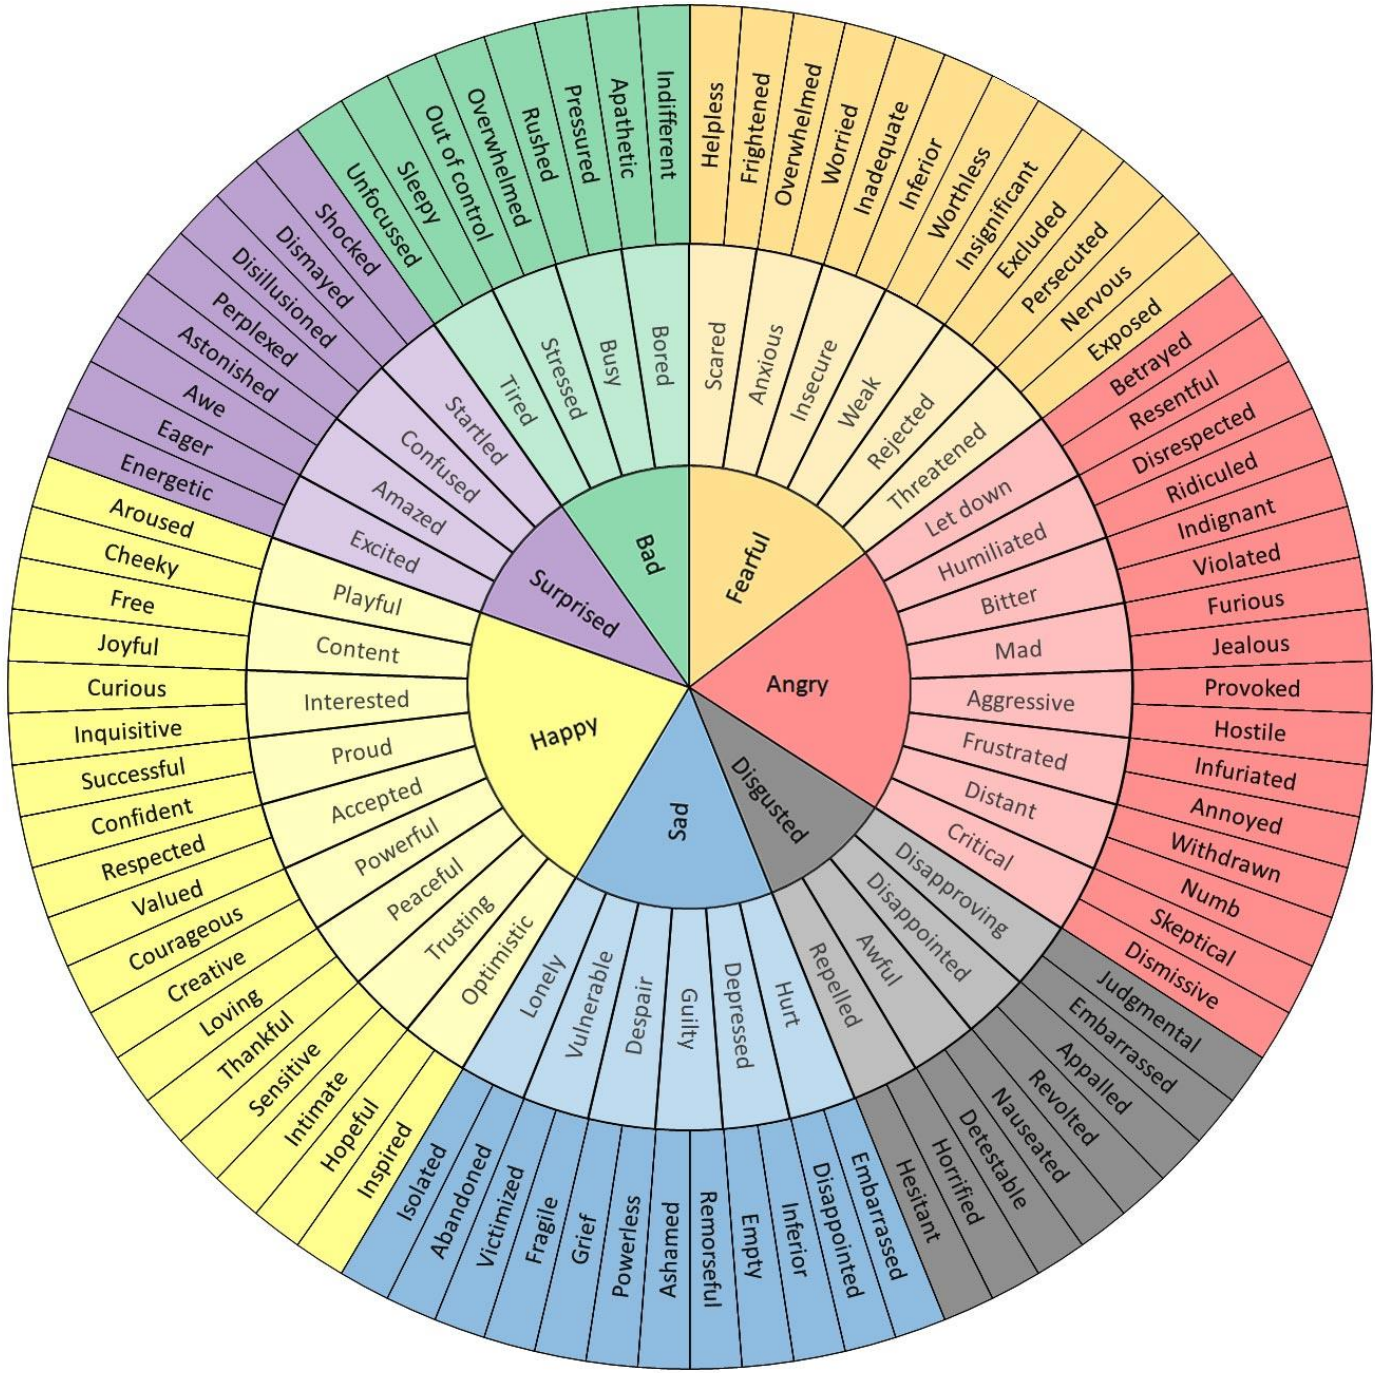 Fearful
Scared
Helpless
Frightened
Anxious
Overwhelmed
Worried
Insecure
Inadequate
Inferior
Weak
Worthless
Insignificant
Rejected
Excluded
Persecuted
Threatened
Nervous
Exposed
Angry
Let down
Betrayed
Resentful
Humiliated
Disrespected
Ridiculed
Bitter
Indignant
Violated
Mad
Furious
Jealous
Aggressive
Provoked
Hostile
Frustrated
Infuriated
Annoyed
Distant
Withdrawn
Numb
Critical
Skeptical
Dismissive
Disgusted
Disapproving
Judgmental
Embarrassed
Disappointed
Appalled
Revolted
Awful
Nauseated
Detestable
Repelled
Horrified
Hesitant
Sad
Hurt
Embarrassed
Disappointed
Depressed
Inferior
Empty
Guilty
Remorseful
Ashamed
Despair
Powerless
Grief
Vulnerable
Fragile
Victimized
Lonely
Abandoned
Isolated
Happy
Optimistic
Inspired
Hopeful
Trusting
Intimate
Sensitive
Peaceful
Thankful
Loving
Powerful
Creative
Courageous
Accepted
Valued
Respected
Proud
Confident
Successful
Interested
Inquisitive
Curious
Content
Joyful
Free
Playful
Cheeky
Aroused
Surprised
Excited
Energetic
Eager
Amazed
Awe
Astonished
Confused
Perplexed
Disillusioned
Startled
Dismayed
Shocked
Bad
Tired
Unfocussed
Sleepy
Stressed
Out of control
Overwhelmed
Busy
Rushed
Pressured
Bored
Apathetic
Indifferent